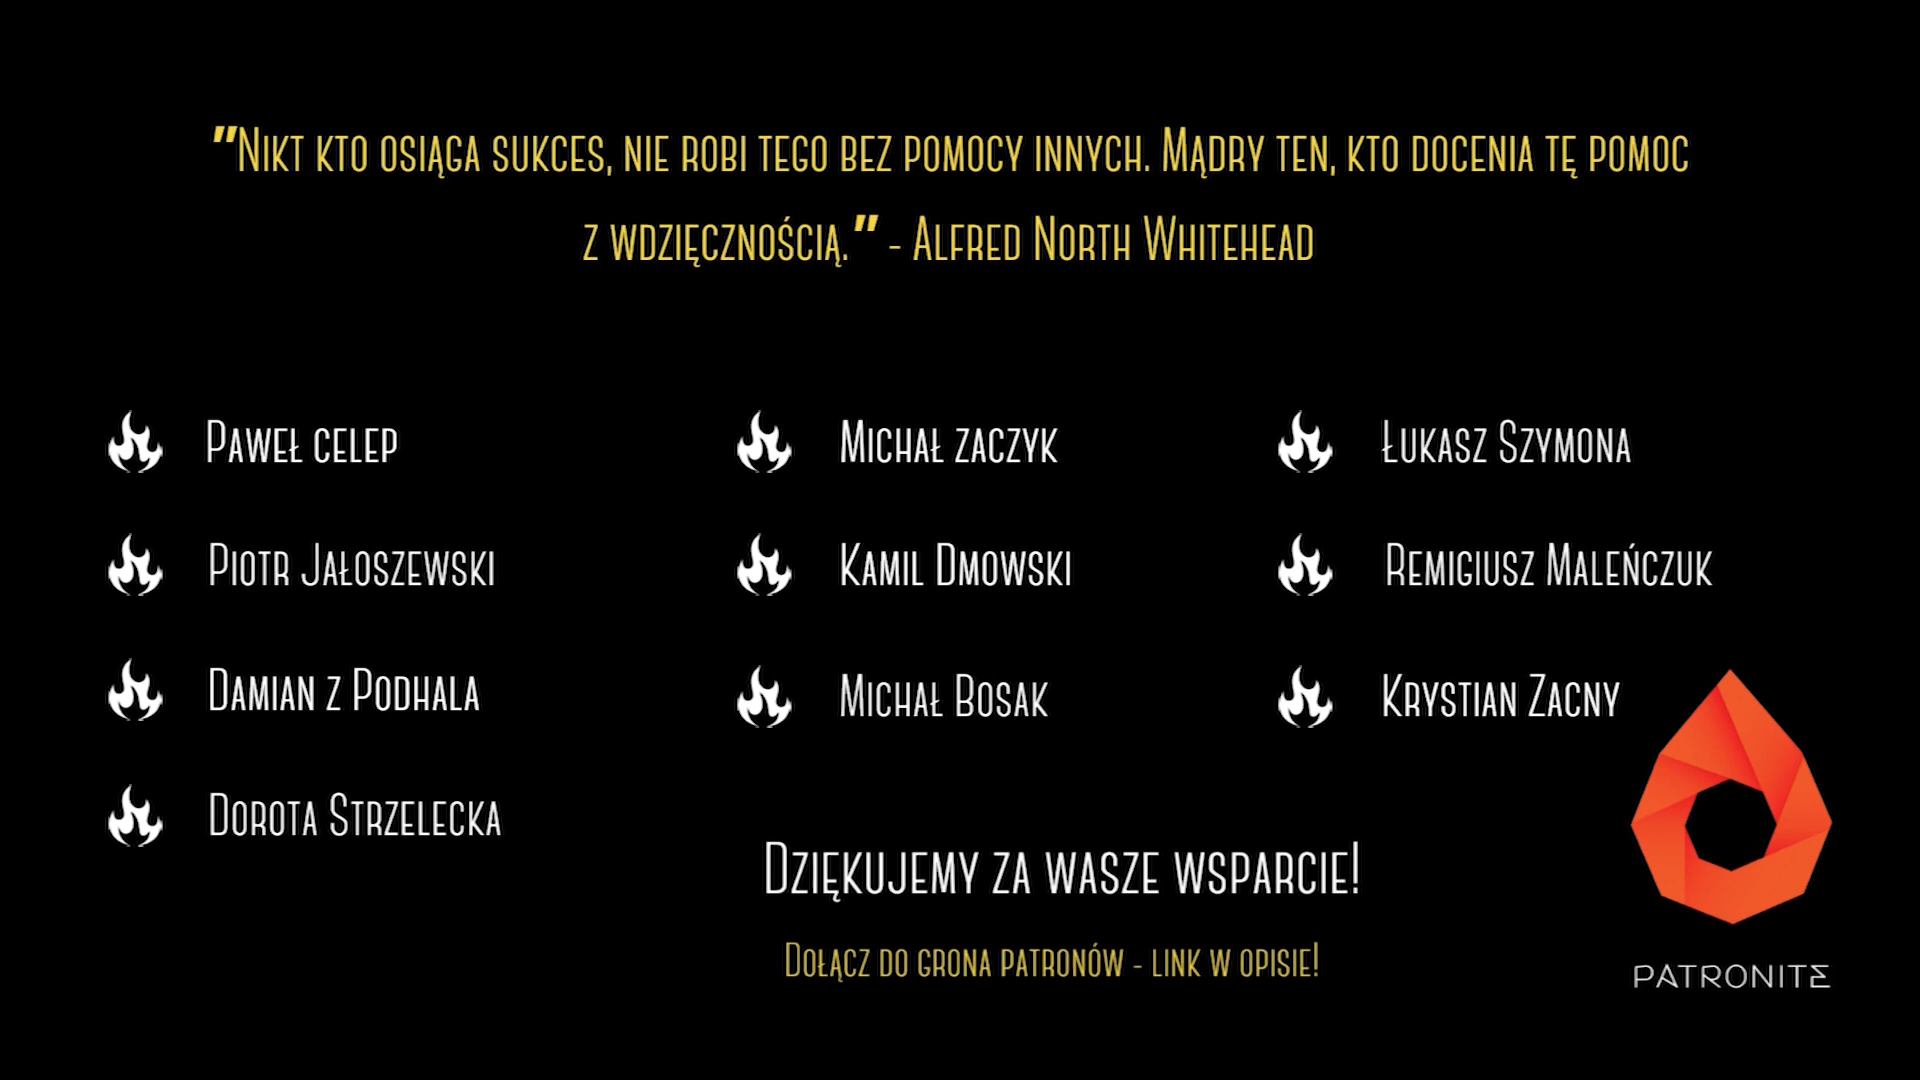 "Nikt kto osiąga sukces, nie robi tego bez pomocy innych. Mądry ten, kto docenia tę pomoc
z wdzięcznością." - Alfred North Whitehead
Paweł celep
Michał zaczyk
Łukasz Szymona
Piotr Jałoszewski
Kamil Dmowski
Remigiusz Maleńczuk
Damian z Podhala
Michał Bosak
Krystian Zacny
Dorota Strzelecka
Dziękujemy za wasze wsparcie!
Dołącz do grona patronów - link w opisie!
PATRONITE